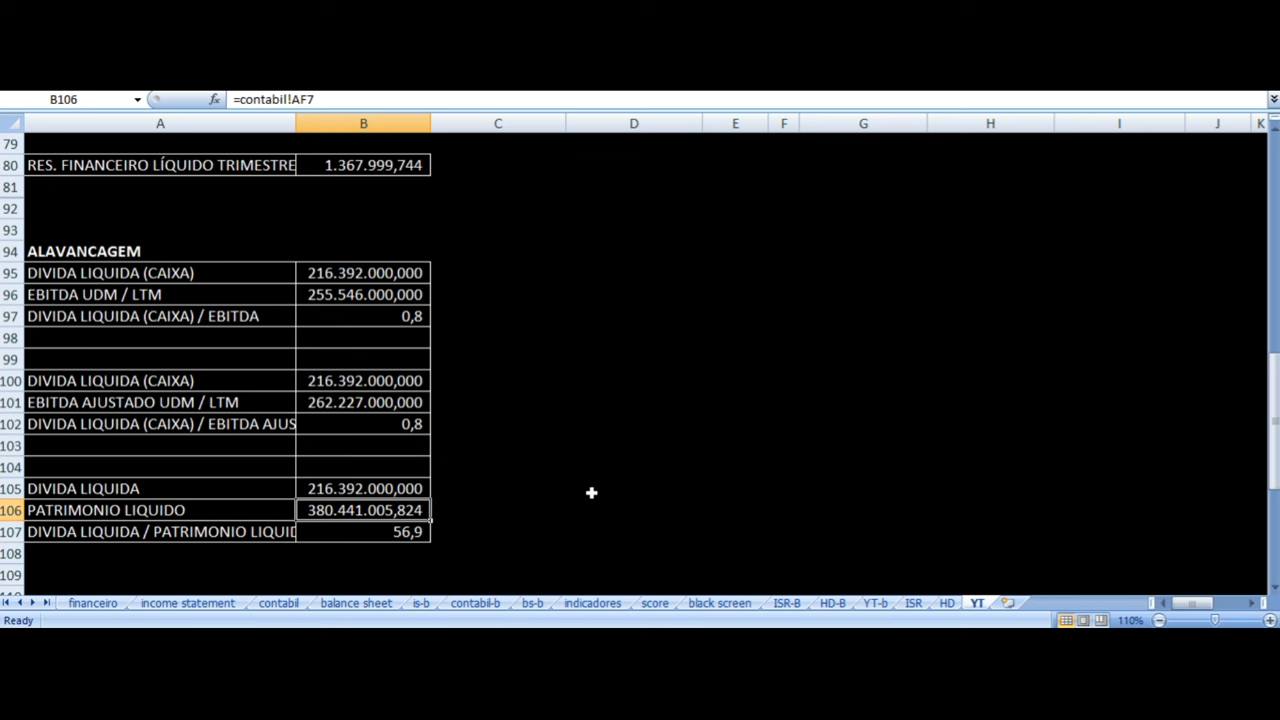 B106 fx =contabil!AF7
A B C D E F G H I J K
79
80 RES. FINANCEIRO LÍQUIDO TRIMESTRE 1.367.999,744
81
92
93
94 ALAVANCAGEM
95 DIVIDA LIQUIDA (CAIXA) 216.392.000,000
96 EBITDA UDM / LTM 255.546.000,000
97 DIVIDA LIQUIDA (CAIXA) / EBITDA 0,8
98
99
100 DIVIDA LIQUIDA (CAIXA) 216.392.000,000
101 EBITDA AJUSTADO UDM / LTM 262.227.000,000
102 DIVIDA LIQUIDA (CAIXA) / EBITDA AJUS 0,8
103
104
105 DIVIDA LIQUIDA 216.392.000,000
106 PATRIMONIO LIQUIDO 380.441.005,824
107 DIVIDA LIQUIDA / PATRIMONIO LIQUID 56,9
108
109
financeiro income statement contabil balance sheet is-b contabil-b bs-b indicadores score black screen ISR-B HD-B YT-b ISR HD YT
Ready 110%